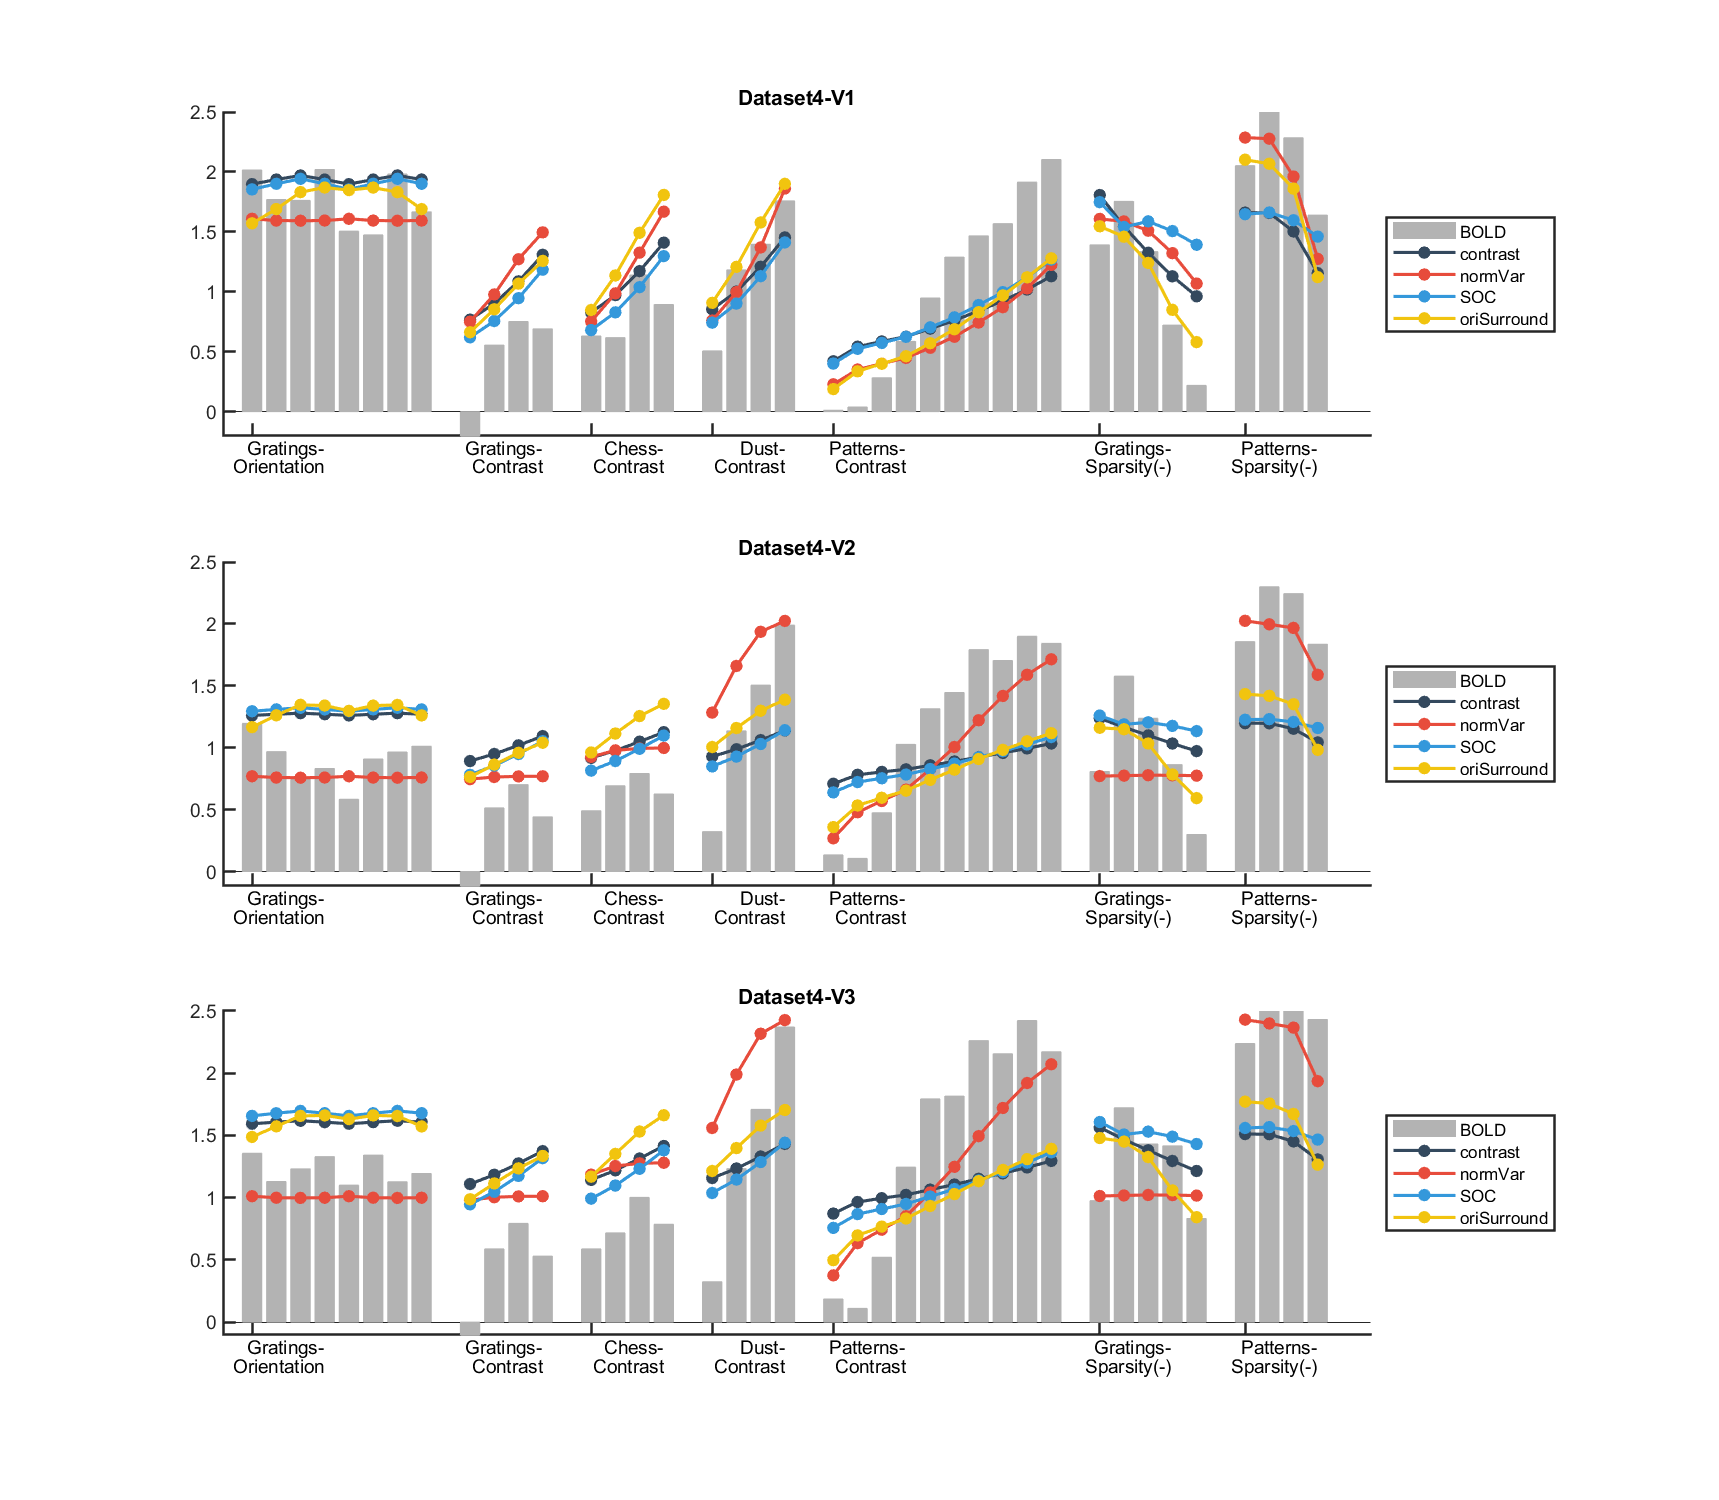 Dataset4-V1
2.5
2
1.5
1
0.5
0
Gratings-
Orientation
Gratings-
Contrast
Chess-
Contrast
Dust-
Contrast
Patterns-
Contrast
Gratings-
Sparsity(-)
Patterns-
Sparsity(-)
BOLD
contrast
normVar
SOC
oriSurround
Dataset4-V2
2.5
2
1.5
1
0.5
0
Gratings-
Orientation
Gratings-
Contrast
Chess-
Contrast
Dust-
Contrast
Patterns-
Contrast
Gratings-
Sparsity(-)
Patterns-
Sparsity(-)
BOLD
contrast
normVar
SOC
oriSurround
Dataset4-V3
2.5
2
1.5
1
0.5
0
Gratings-
Orientation
Gratings-
Contrast
Chess-
Contrast
Dust-
Contrast
Patterns-
Contrast
Gratings-
Sparsity(-)
Patterns-
Sparsity(-)
BOLD
contrast
normVar
SOC
oriSurround